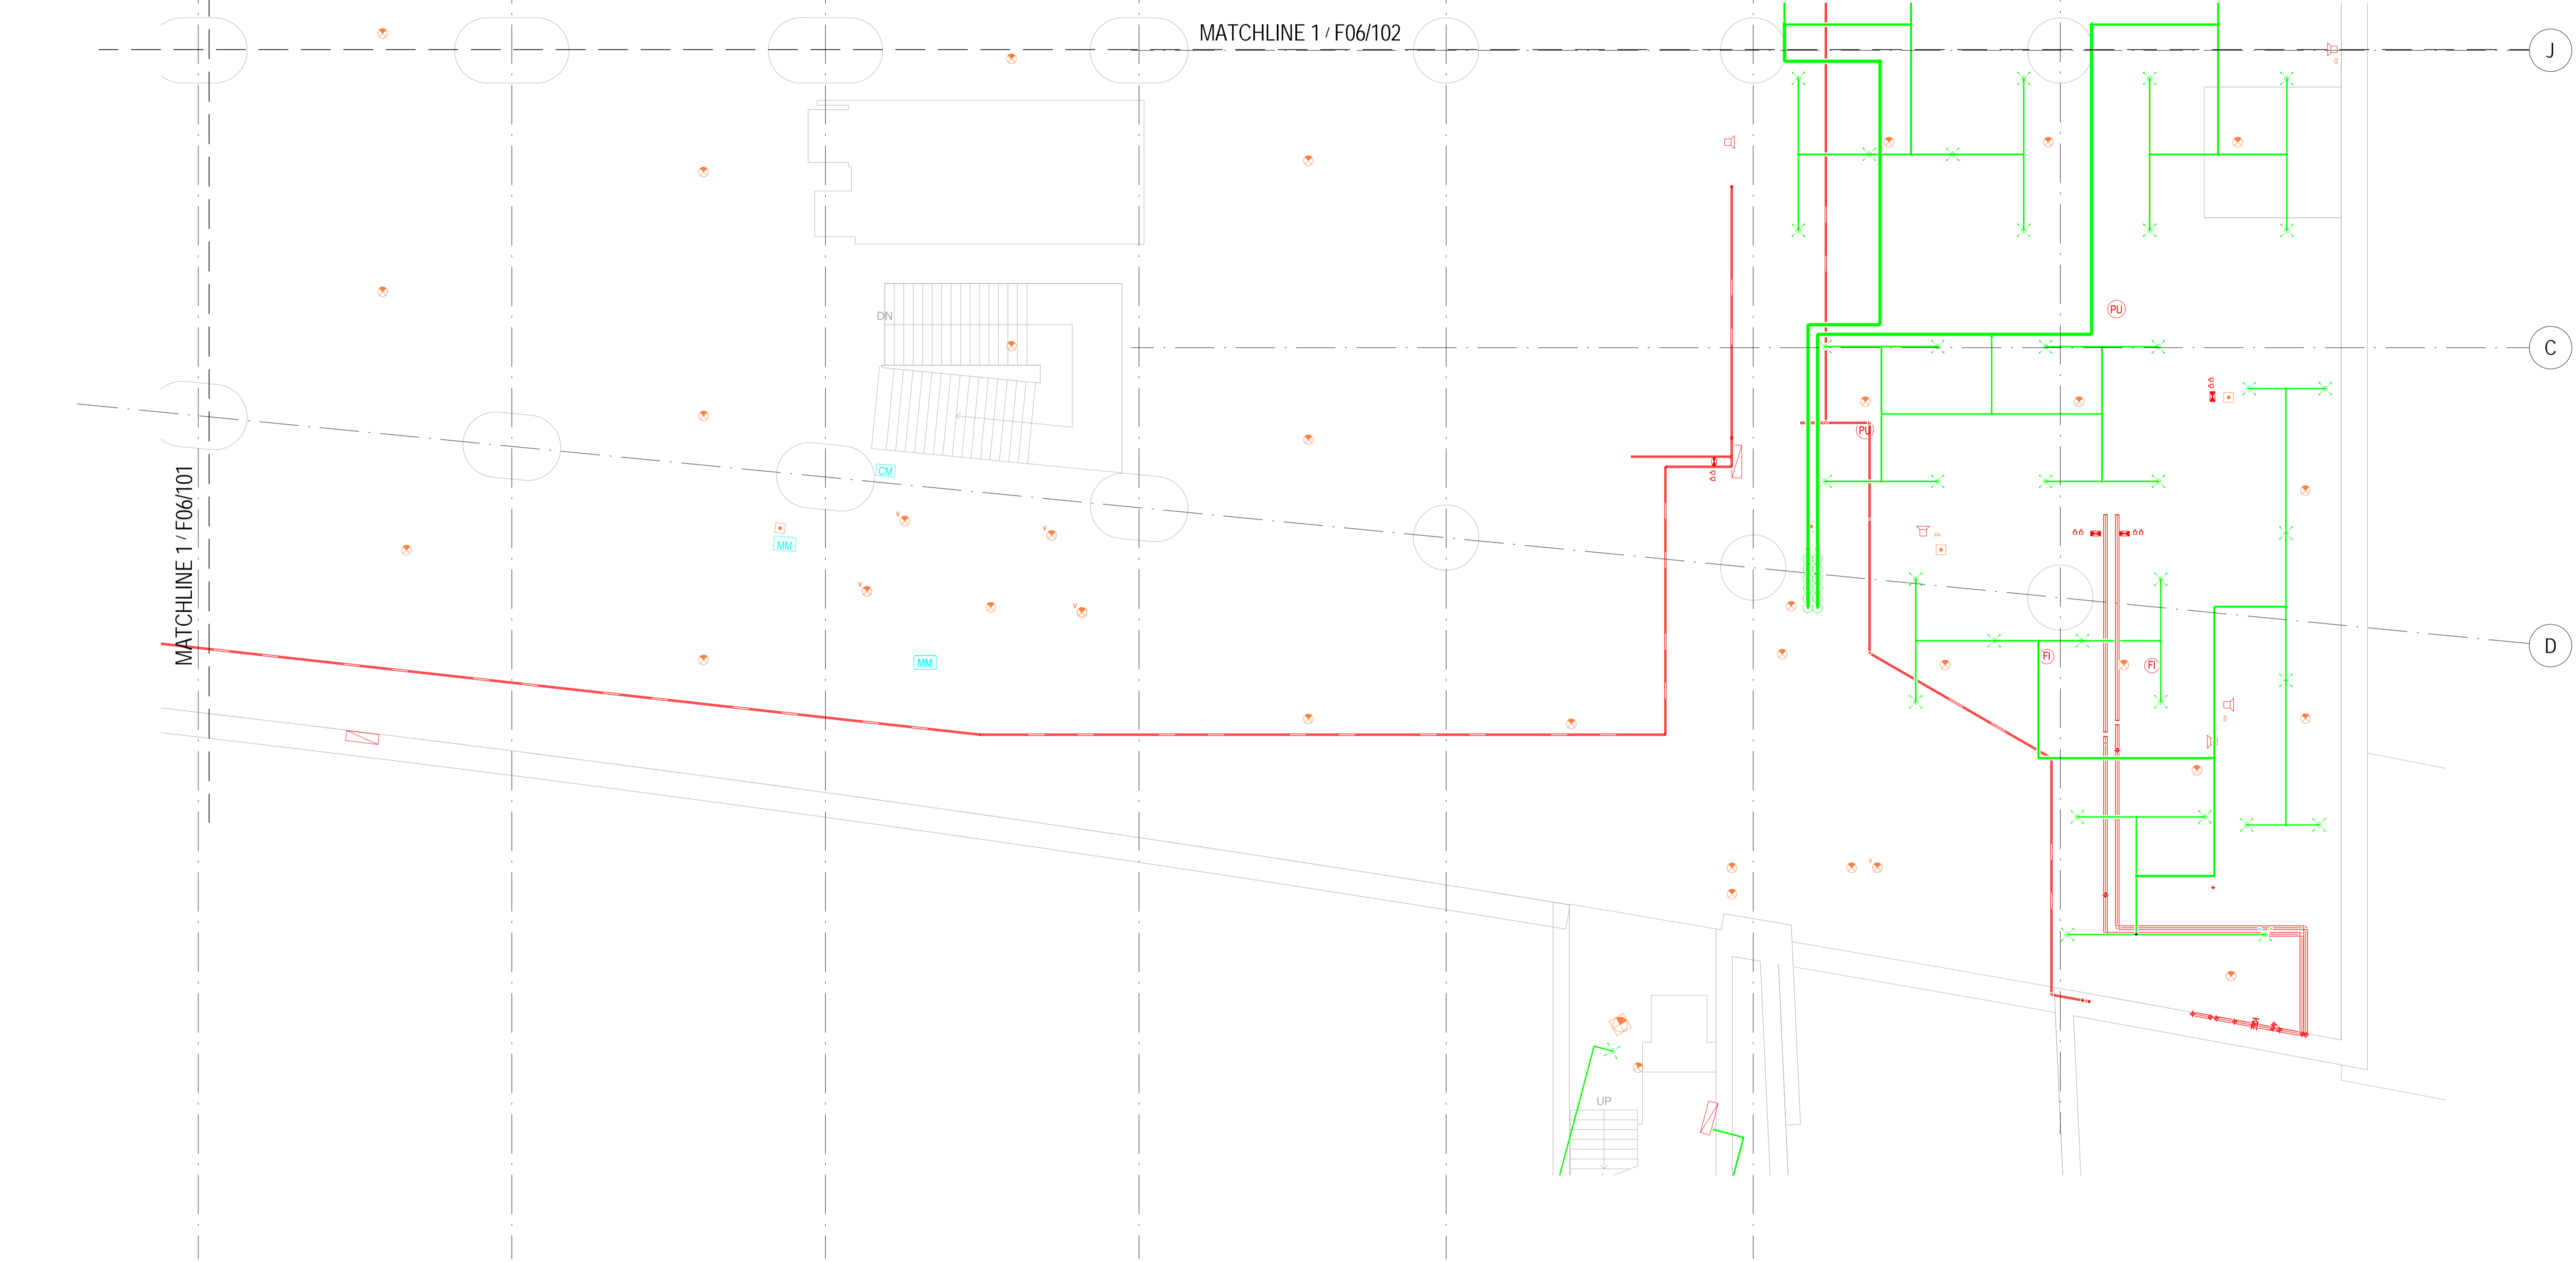 MATCHLINE 1 / F06/102
J
PU
DN
C
PU
CM
MATCHLINE 1 / F06/101
V
V
MM
V
V
D
FI
FI
MM
V
UP